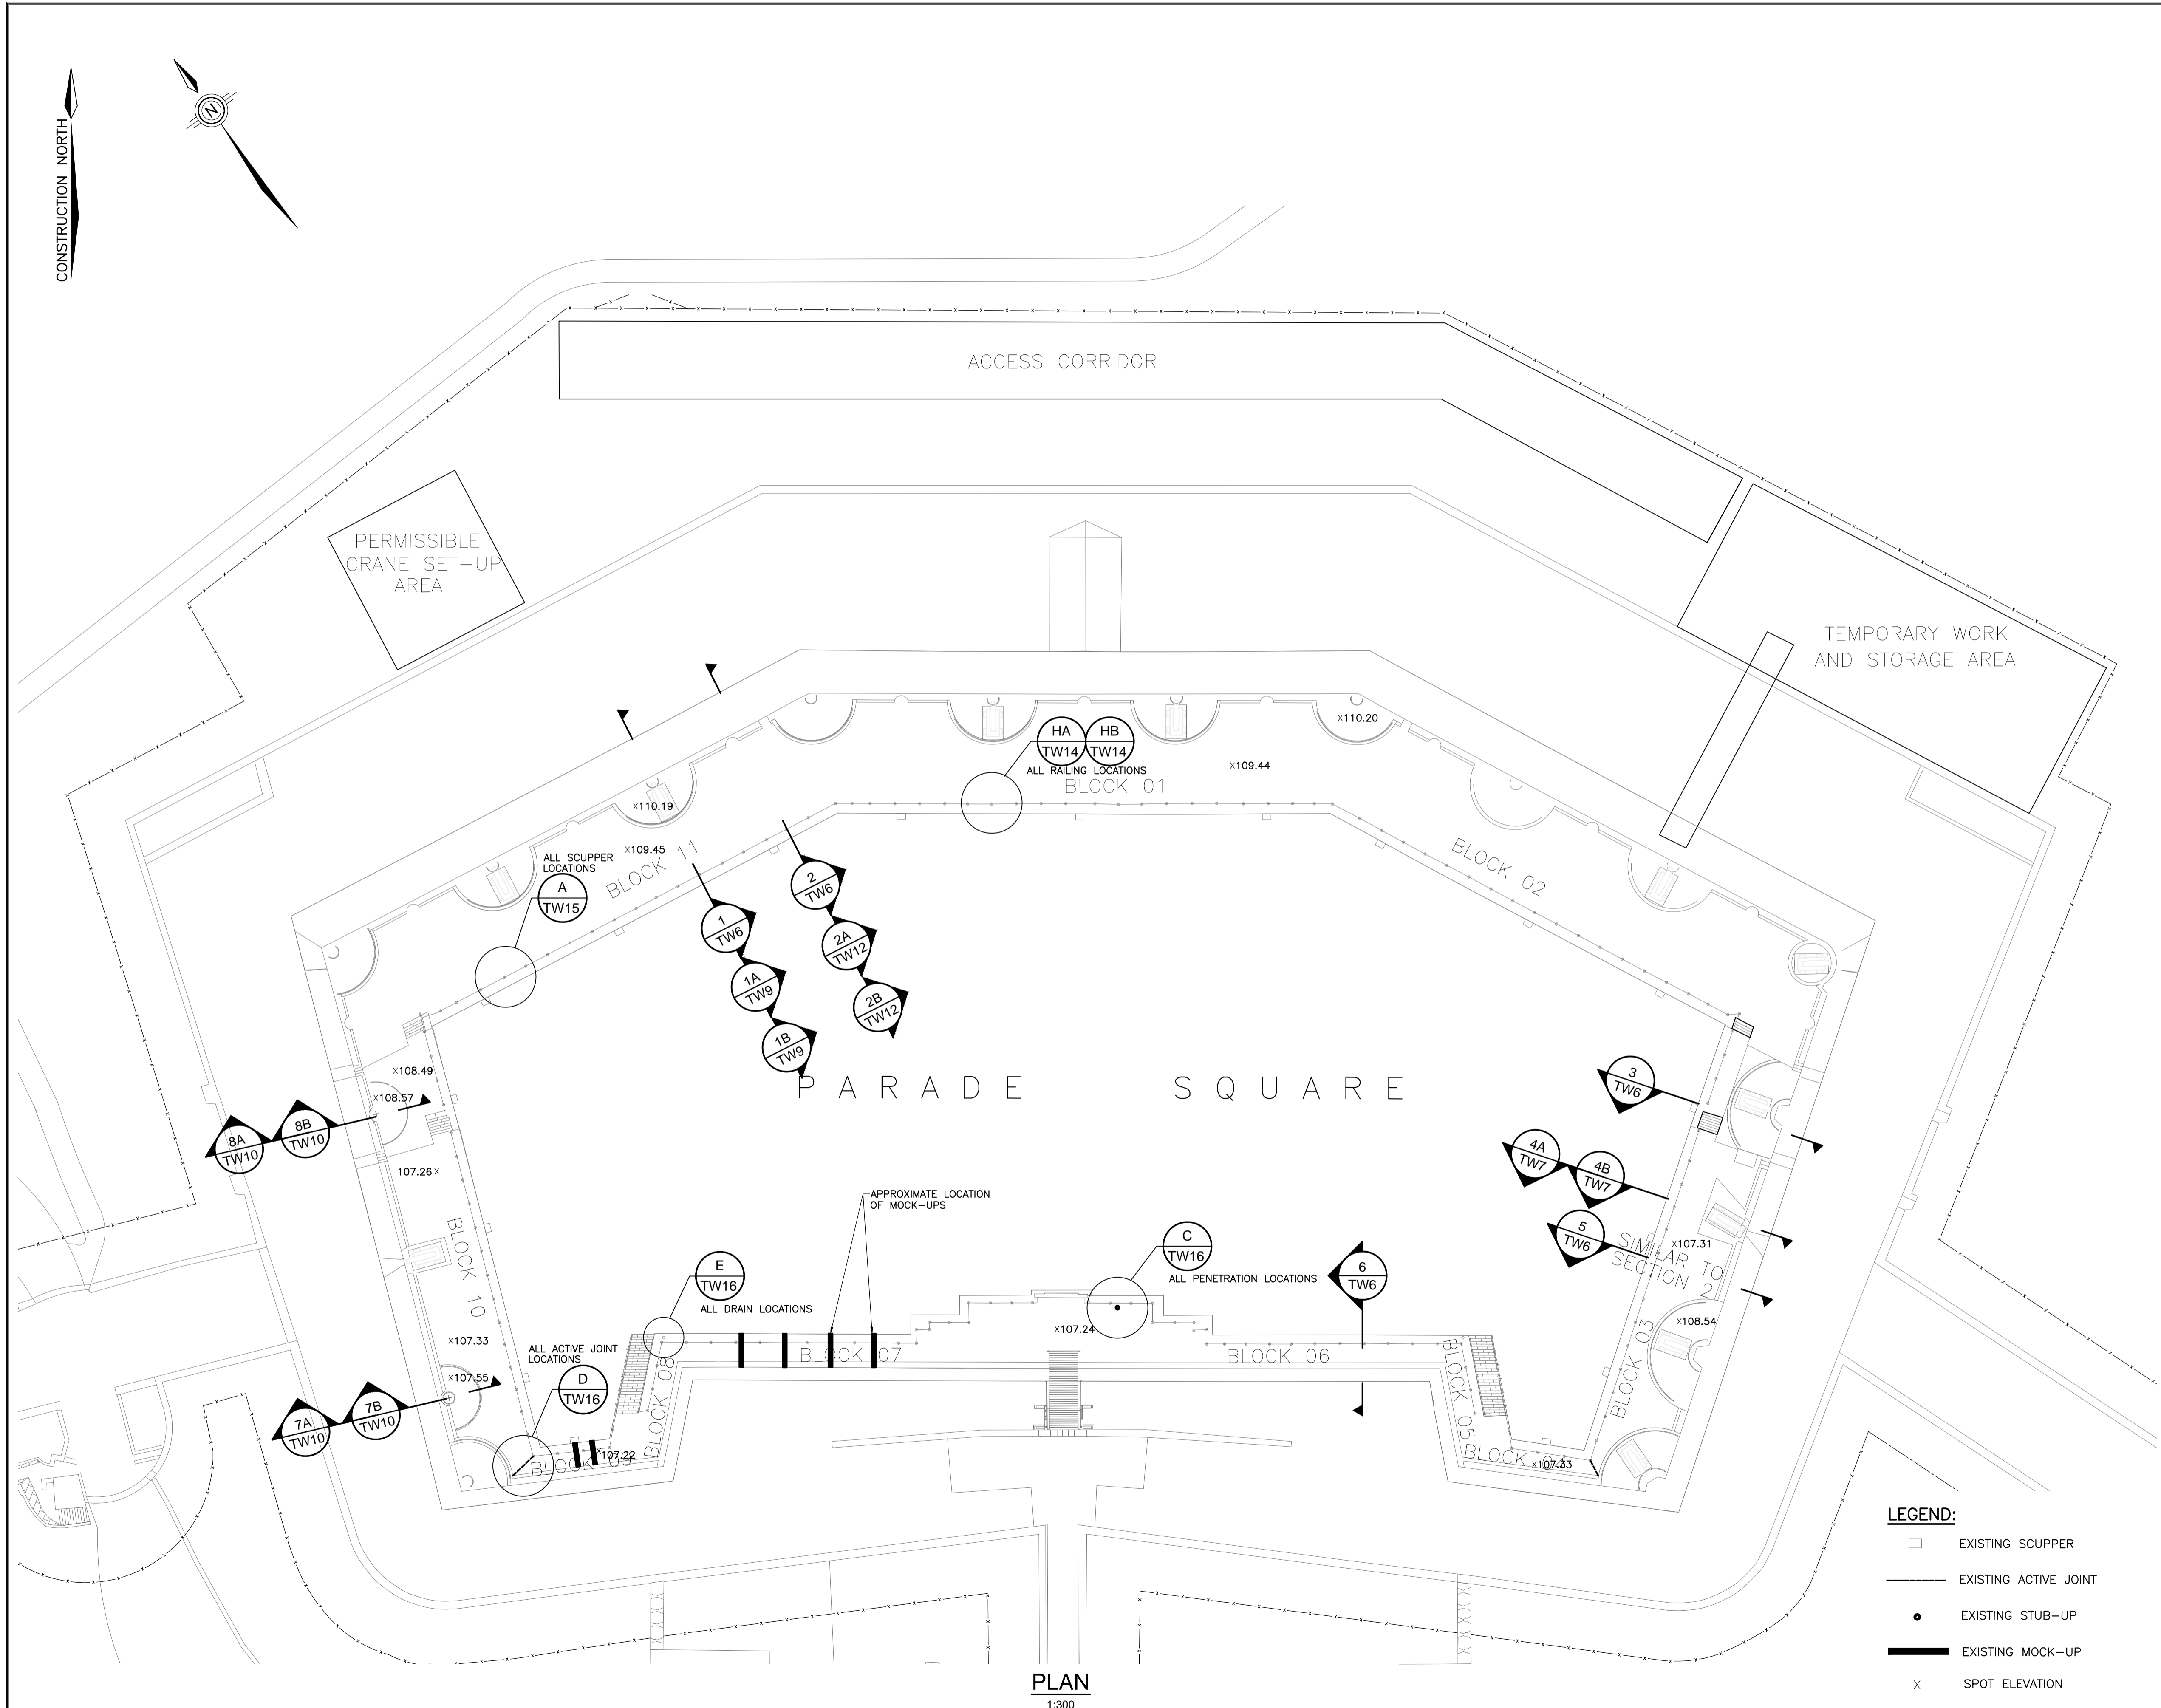 CONSTRUCTION NORTH
N
ACCESS CORRIDOR
PERMISSIBLE
CRANE SET-UP
AREA
TEMPORARY WORK
AND STORAGE AREA
x110.20
HA
TW14
HB
TW14
ALL RAILING LOCATIONS
x109.44
BLOCK 01
x110.19
x109.45
BLOCK 11
ALL SCUPPER
LOCATIONS
A
TW15
BLOCK 02
2
TW6
1
TW6
2A
TW12
1A
TW9
2B
TW12
1B
TW9
PARADE SQUARE
x108.49
x108.57
8A
TW10
8B
TW10
107.26x
3
TW6
4A
TW7
4B
TW7
5
TW6
x107.31
SIMILAR TO
SECTION 2
APPROXIMATE LOCATION
OF MOCK-UPS
BLOCK 10
E
TW16
ALL DRAIN LOCATIONS
C
TW16
ALL PENETRATION LOCATIONS
6
TW6
x108.54
x107.24
x107.33
BLOCK 07
BLOCK 06
BLOCK 03
ALL ACTIVE JOINT
LOCATIONS
D
TW16
x107.55
7A
TW10
7B
TW10
BLOCK 08
BLOCK 05
x107.22
BLOCK 09
BLOCK 04
x107.33
LEGEND:
EXISTING SCUPPER
EXISTING ACTIVE JOINT
EXISTING STUB-UP
EXISTING MOCK-UP
X SPOT ELEVATION
PLAN
1:300